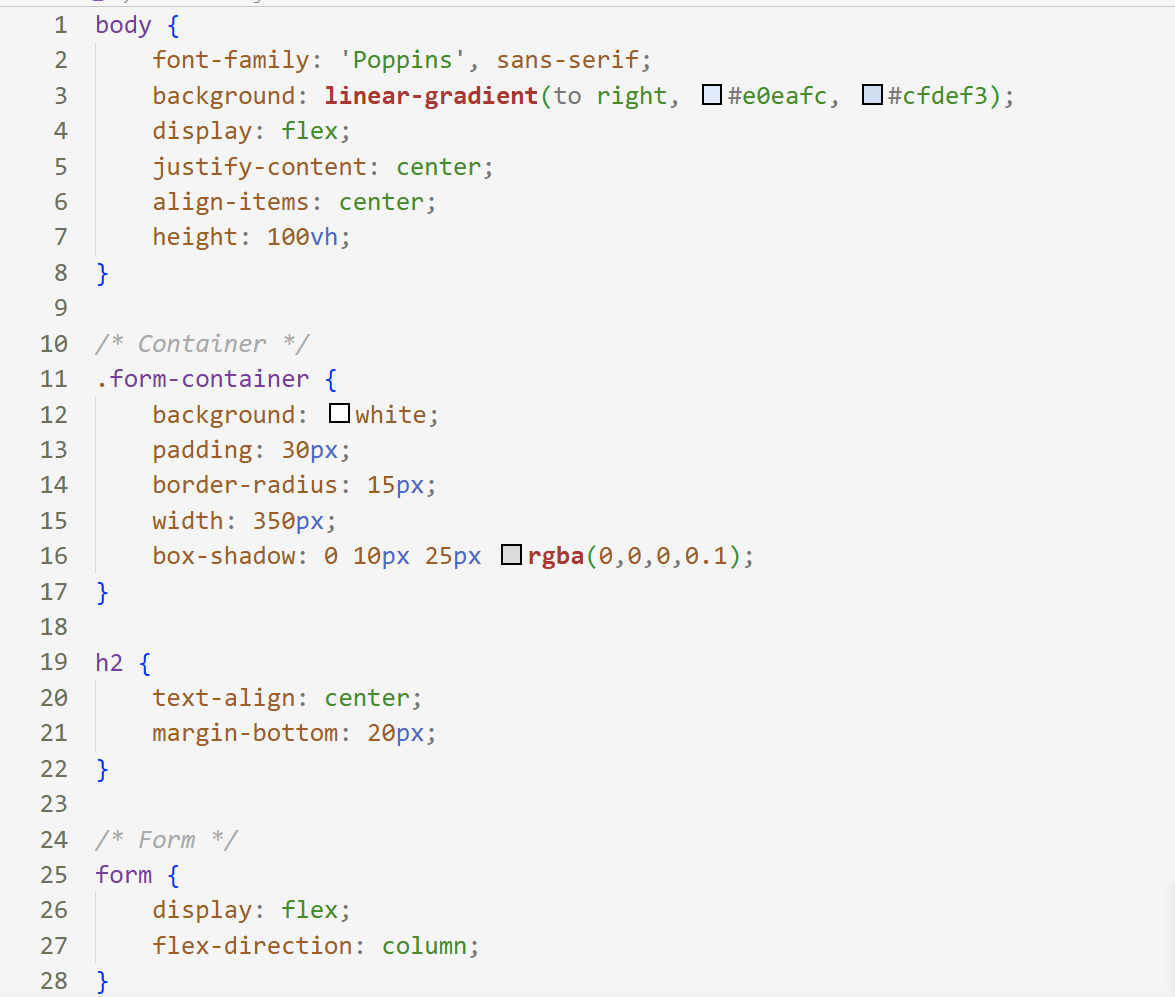 1 body {
2     font-family: 'Poppins', sans-serif;
3     background: linear-gradient(to right, #e0eafc, #cfdef3);
4     display: flex;
5     justify-content: center;
6     align-items: center;
7     height: 100vh;
8 }
9
10 /* Container */
11 .form-container {
12     background: white;
13     padding: 30px;
14     border-radius: 15px;
15     width: 350px;
16     box-shadow: 0 10px 25px rgba(0,0,0,0.1);
17 }
18
19 h2 {
20     text-align: center;
21     margin-bottom: 20px;
22 }
23
24 /* Form */
25 form {
26     display: flex;
27     flex-direction: column;
28 }